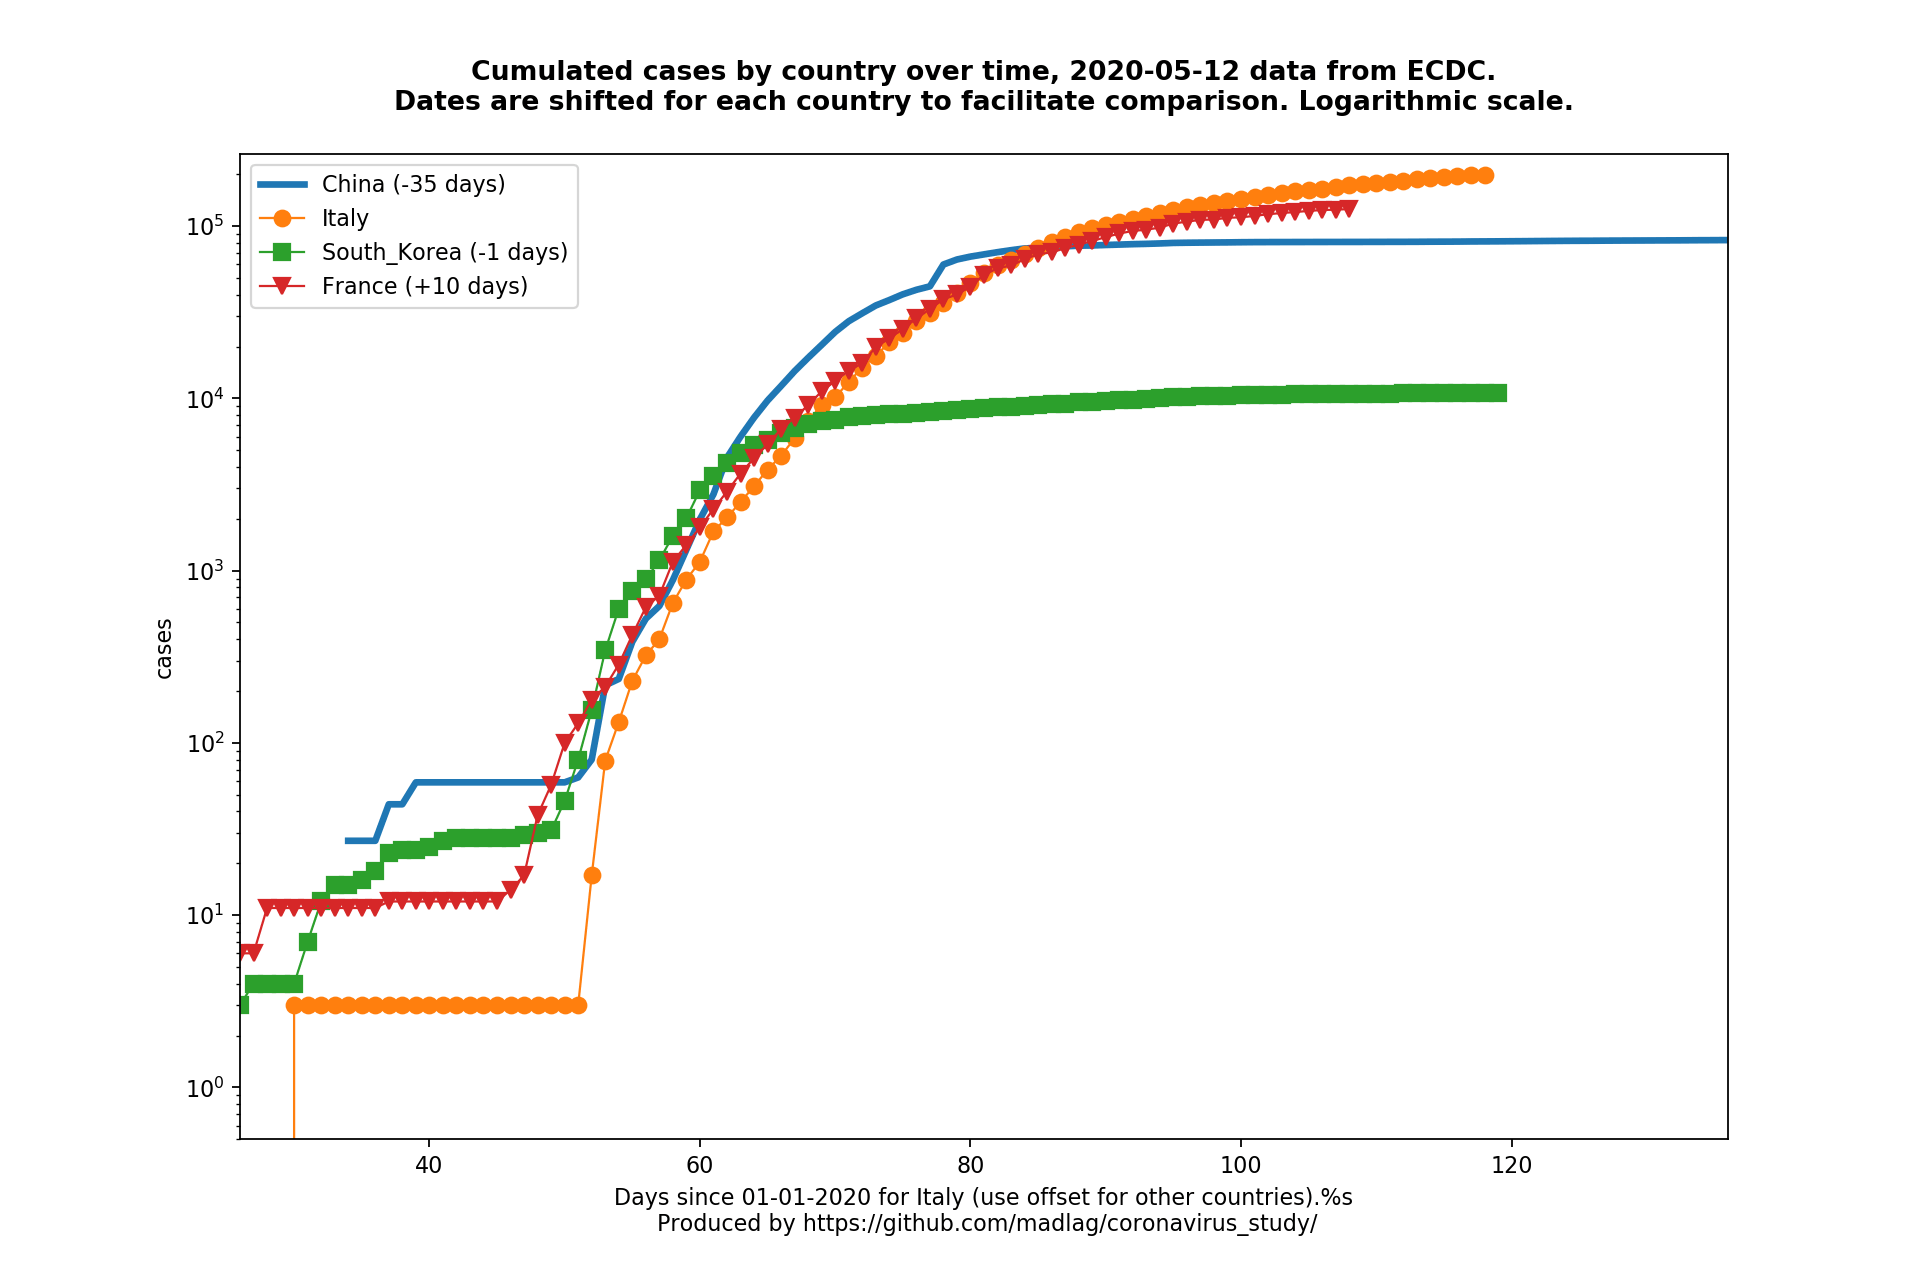 Cumulated cases by country over time, 2020-05-12 data from ECDC.
Dates are shifted for each country to facilitate comparison. Logarithmic scale.
China (-35 days)
Italy
South_Korea (-1 days)
France (+10 days)
10^5
10^4
10^3
10^2
10^1
10^0
cases
40 60 80 100 120
Days since 01-01-2020 for Italy (use offset for other countries).%s
Produced by https://github.com/madlag/coronavirus_study/